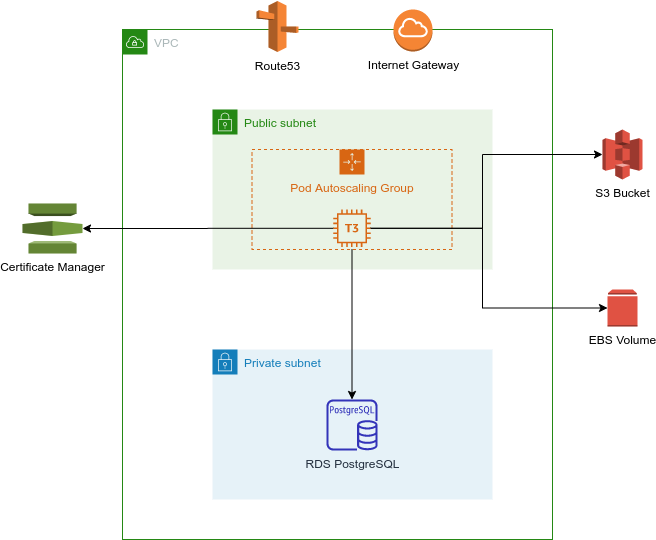 VPC
Route53
Internet Gateway
Public subnet
Pod Autoscaling Group
T3
S3 Bucket
Certificate Manager
EBS Volume
Private subnet
PostgreSQL
RDS PostgreSQL